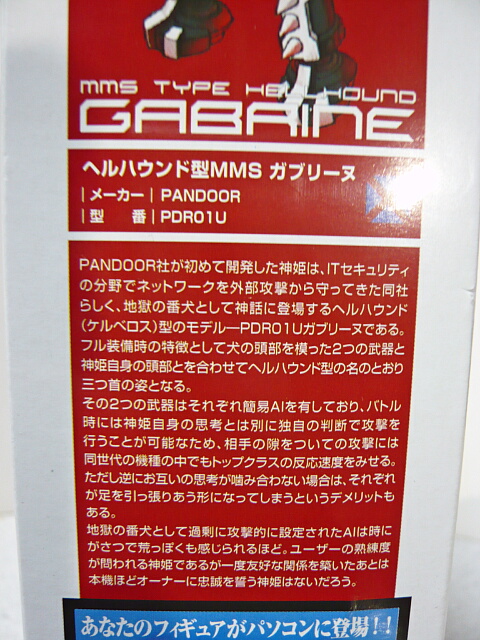 MMS TYPE HELLHOUND
GABRINE
ヘルハウンド型MMS ガブリーヌ
|メーカー| PANDOOR
|型 番| PDR01U
PANDOOR社が初めて開発した神姫は、ITセキュリティ
の分野でネットワークを外部攻撃から守ってきた同社
らしく、地獄の番犬として神話に登場するヘルハウンド
(ケルベロス)型のモデル―PDR01Uガブリーヌである。
フル装備時の特徴として犬の頭部を模った2つの武器と
神姫自身の頭部とを合わせてヘルハウンド型の名のとおり
三つ首の姿となる。
その2つの武器はそれぞれ簡易AIを有しており、バトル
時には神姫自身の思考とは別に独自の判断で攻撃を
行うことが可能なため、相手の隙をついての攻撃には
同世代の機種の中でもトップクラスの反応速度をみせる。
ただし逆にお互いの思考が噛み合わない場合は、それぞれ
が足を引っ張りあう形になってしまうというデメリットも
ある。
地獄の番犬として過剰に攻撃的に設定されたAIは時に
がさつで荒っぽくも感じられるほど。ユーザーの熟練度
が問われる神姫であるが一度友好な関係を築いたあとは
本機ほどオーナーに忠誠を誓う神姫はないだろう。
あなたのフィギュアがパソコンに登場!!